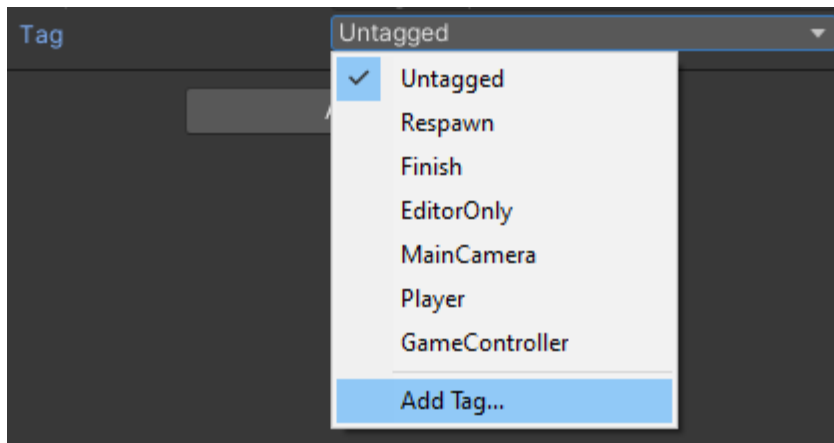 Tag Untagged
Untagged
Respawn
Finish
EditorOnly
MainCamera
Player
GameController
Add Tag...